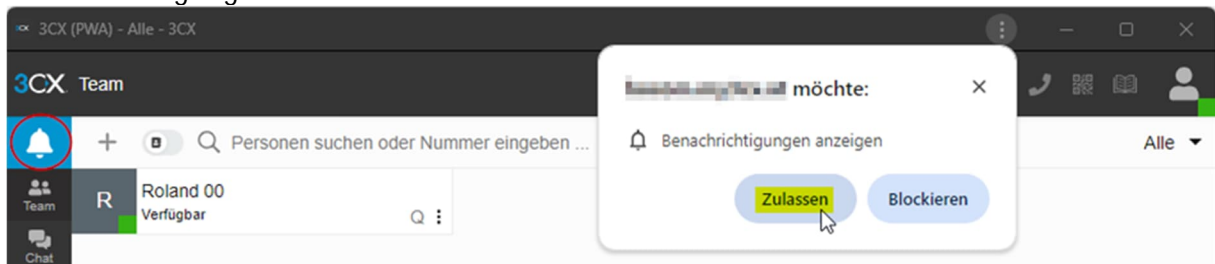 3CX (PWA) - Alle - 3CX
3CX Team
möchte:
Personen suchen oder Nummer eingeben ...
Benachrichtigungen anzeigen
Alle
Team
R
Roland 00
Verfügbar
Q
Zulassen
Blockieren
Chat